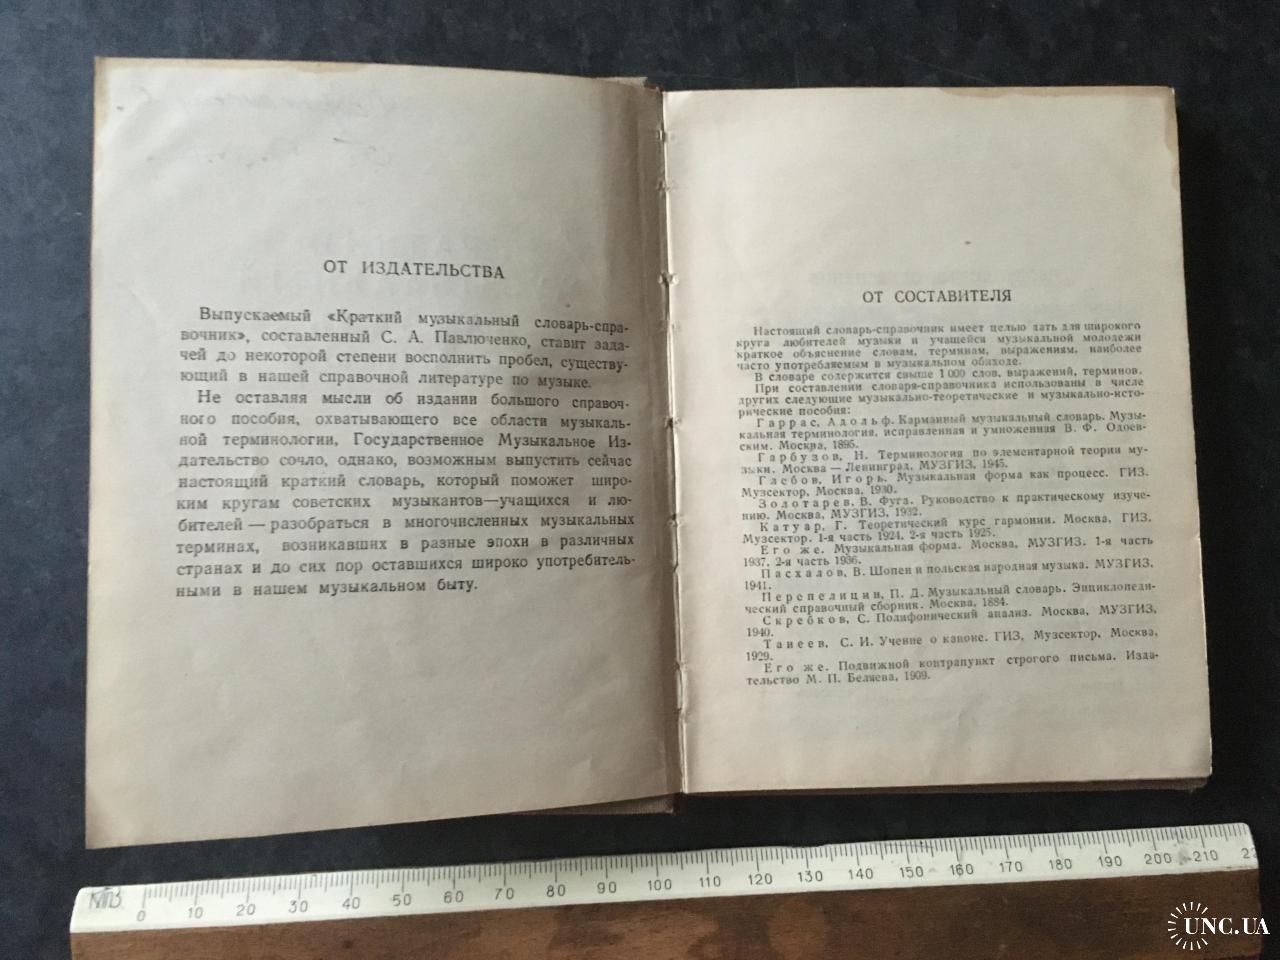 ОТ ИЗДАТЕЛЬСТВА
Выпускаемый «Краткий музыкальный словарь-спра-
вочник», составленный С. А. Павлюченко, ставит зада-
чей до некоторой степени восполнить пробел, существу-
ющий в нашей справочной литературе по музыке.
Не оставляя мысли об издании большого справоч-
ного пособия, охватывающего все области музыкаль-
ной терминологии, Государственное Музыкальное Из-
дательство сочло, однако, возможным выпустить сейчас
настоящий краткий словарь, который поможет широ-
ким кругам советских музыкантов—учащихся и лю-
бителей — разобраться в многочисленных музыкальных
терминах, возникавших в разные эпохи в различных
странах и до сих пор оставшихся широко употребитель-
ными в нашем музыкальном быту.
ОТ СОСТАВИТЕЛЯ
Настоящий словарь-справочник имеет целью дать для широкого
круга любителей музыки и учащейся музыкальной молодежи
краткое объяснение словам, терминам, выражениям, наиболее
часто употребляемым в музыкальном обиходе.
В словаре содержится свыше 1 000 слов, выражений, терминов.
При составлении словаря-справочника использованы в числе
других следующие музыкально-теоретические и музыкально-исто-
рические пособия:
Гаррас, Адольф. Карманный музыкальный словарь. Музы-
кальная терминология, исправленная и умноженная В. Ф. Одоев-
ским. Москва, 1895.
Гарбузов, Н. Терминология по элементарной теории му-
зыки. Москва — Ленинград, МУЗГИЗ, 1945.
Глебов, Игорь. Музыкальная форма как процесс. ГИЗ.
Музсектор, Москва, 1930.
Золотарев, В. Фуга. Руководство к практическому изуче-
нию. Москва, МУЗГИЗ, 1932.
Катуар, Г. Теоретический курс гармонии. Москва, ГИЗ,
Музсектор. 1-я часть 1924, 2-я часть 1925.
Его же. Музыкальная форма. Москва, МУЗГИЗ. 1-я часть
1937, 2-я часть 1936.
Пасхалов, В. Шопен и польская народная музыка. МУЗГИЗ,
1941.
Перепелицин, П. Д. Музыкальный словарь. Энциклопеди-
ческий справочный сборник. Москва, 1884.
Скребков, С. Полифонический анализ. Москва, МУЗГИЗ,
1940.
Танеев, С. И. Учение о каноне. ГИЗ, Музсектор, Москва,
1929.
Его же. Подвижной контрапункт строгого письма. Изда-
тельство М. П. Беляева, 1909.
0 10 20 30 40 50 60 70 80 90 100 110 120 130 140 150 160 170 180 190 200 210
UNC.UA